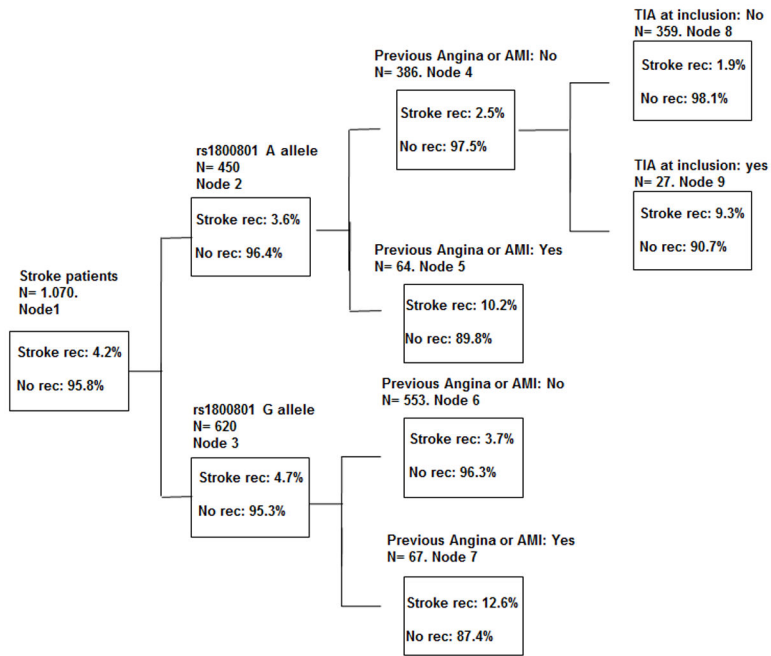 Stroke patients
N= 1.070.
Node1
Stroke rec: 4.2%
No rec: 95.8%
rs1800801 A allele
N= 450
Node 2
Stroke rec: 3.6%
No rec: 96.4%
rs1800801 G allele
N= 620
Node 3
Stroke rec: 4.7%
No rec: 95.3%
Previous Angina or AMI: No
N= 386. Node 4
Stroke rec: 2.5%
No rec: 97.5%
Previous Angina or AMI: Yes
N= 64. Node 5
Stroke rec: 10.2%
No rec: 89.8%
Previous Angina or AMI: No
N= 553. Node 6
Stroke rec: 3.7%
No rec: 96.3%
Previous Angina or AMI: Yes
N= 67. Node 7
Stroke rec: 12.6%
No rec: 87.4%
TIA at inclusion: No
N= 359. Node 8
Stroke rec: 1.9%
No rec: 98.1%
TIA at inclusion: yes
N= 27. Node 9
Stroke rec: 9.3%
No rec: 90.7%